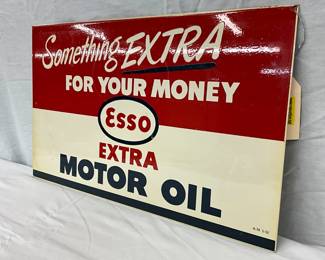 Something EXTRA
FOR YOUR MONEY
Esso
EXTRA
MOTOR OIL